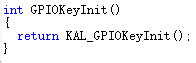 int GPIOKeyInit()
{
  return KAL_GPIOKeyInit();
}